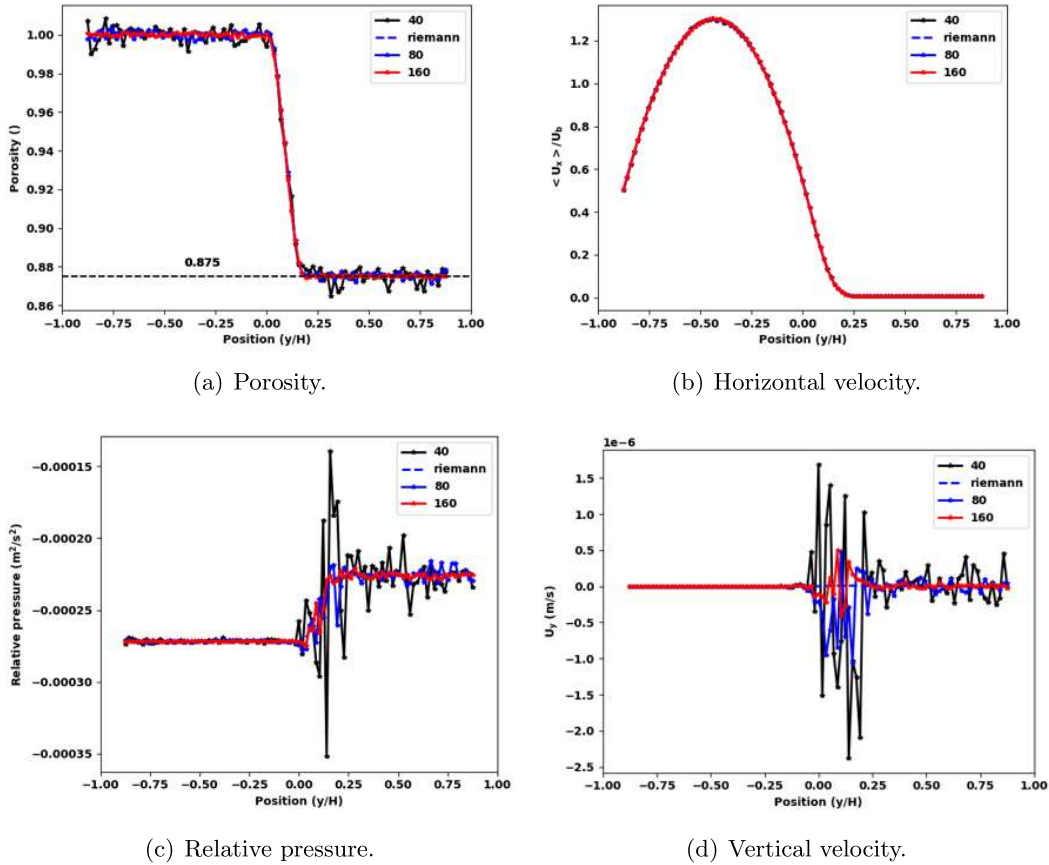 40
riemann
80
160
1.00
0.98
0.96
0.94
0.92
0.90
0.88
0.86
Porosity ()
0.875
−1.00 −0.75 −0.50 −0.25 0.00 0.25 0.50 0.75 1.00
Position (y/H)
(a) Porosity.
40
riemann
80
160
1.2
1.0
0.8
0.6
0.4
0.2
0.0
< Ux > /Ub
−1.00 −0.75 −0.50 −0.25 0.00 0.25 0.50 0.75 1.00
Position (y/H)
(b) Horizontal velocity.
40
riemann
80
160
−0.00015
−0.00020
−0.00025
−0.00030
−0.00035
Relative pressure (m²/s²)
−1.00 −0.75 −0.50 −0.25 0.00 0.25 0.50 0.75 1.00
Position (y/H)
(c) Relative pressure.
1e−6
40
riemann
80
160
1.5
1.0
0.5
0.0
−0.5
−1.0
−1.5
−2.0
−2.5
Uy (m/s)
−1.00 −0.75 −0.50 −0.25 0.00 0.25 0.50 0.75 1.00
Position (y/H)
(d) Vertical velocity.